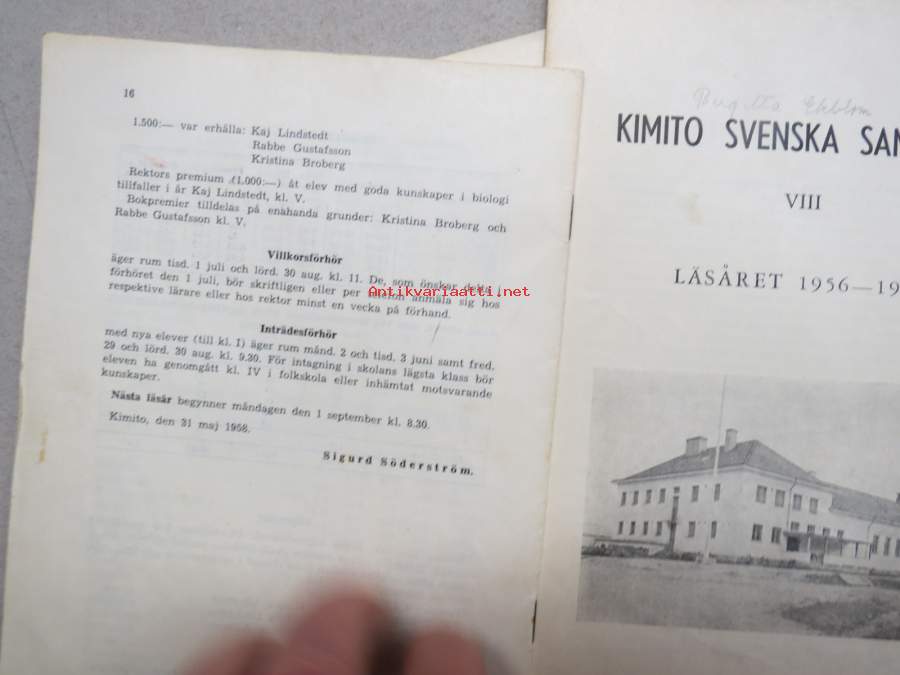 16
1.500:— var erhålla: Kaj Lindstedt
Rabbe Gustafsson
Kristina Broberg
Rektors premium (1.000:—) åt elev med goda kunskaper i biologi
tillfaller i år Kaj Lindstedt, kl. V.
Bokpremier tilldelas på enahanda grunder: Kristina Broberg och
Rabbe Gustafsson kl. V.
Villkorsförhör
äger rum tisd. 1 juli och lörd. 30 aug. kl. 11. De, som önskar delta i
förhöret den 1 juli, bör skriftligen eller per telefon anmäla sig hos
respektive lärare eller hos rektor minst en vecka på förhand.
Inträdesförhör
med nya elever (till kl. I) äger rum månd. 2 och tisd. 3 juni samt fred.
29 och lörd. 30 aug. kl. 9.30. För intagning i skolans lägsta klass bör
eleven ha genomgått kl. IV i folkskola eller inhämtat motsvarande
kunskaper.
Nästa läsår begynner måndagen den 1 september kl. 8.30.
Kimito, den 31 maj 1958.
Sigurd Söderström.
Antikvariaatti.net
Birgitta Ekblom
KIMITO SVENSKA SAM
VIII
LÄSÅRET 1956—19